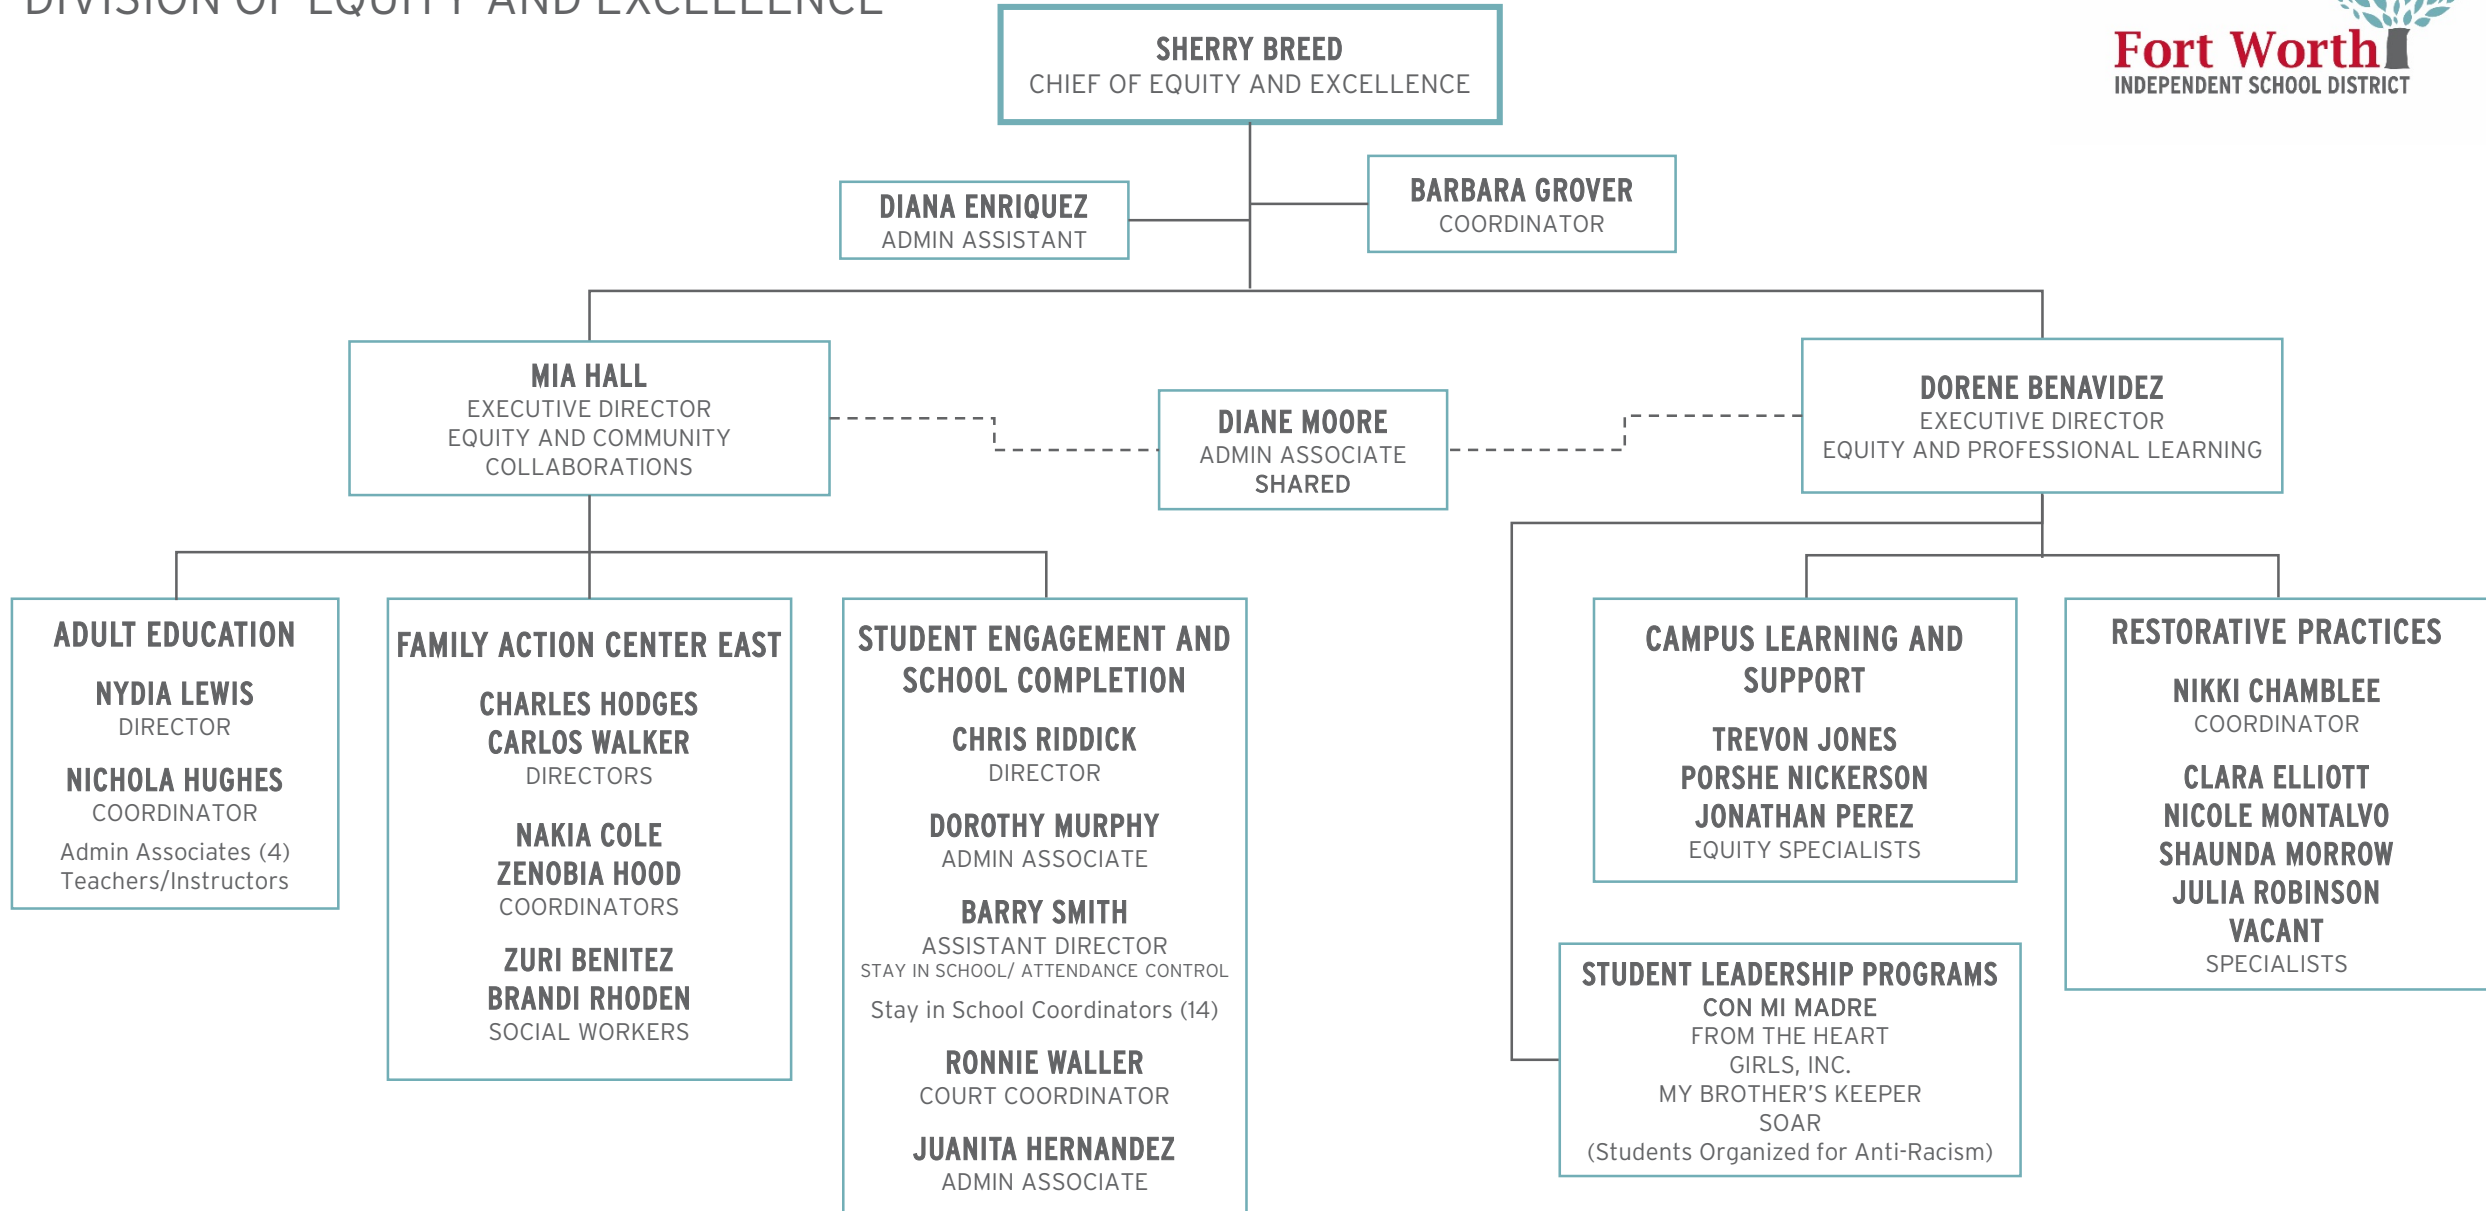 DIVISION OF EQUITY AND EXCELLENCE
Fort Worth
INDEPENDENT SCHOOL DISTRICT
SHERRY BREED
CHIEF OF EQUITY AND EXCELLENCE
DIANA ENRIQUEZ
ADMIN ASSISTANT
BARBARA GROVER
COORDINATOR
MIA HALL
EXECUTIVE DIRECTOR
EQUITY AND COMMUNITY
COLLABORATIONS
DIANE MOORE
ADMIN ASSOCIATE
SHARED
DORENE BENAVIDEZ
EXECUTIVE DIRECTOR
EQUITY AND PROFESSIONAL LEARNING
ADULT EDUCATION
NYDIA LEWIS
DIRECTOR
NICHOLA HUGHES
COORDINATOR
Admin Associates (4)
Teachers/Instructors
FAMILY ACTION CENTER EAST
CHARLES HODGES
CARLOS WALKER
DIRECTORS
NAKIA COLE
ZENOBIA HOOD
COORDINATORS
ZURI BENITEZ
BRANDI RHODEN
SOCIAL WORKERS
STUDENT ENGAGEMENT AND
SCHOOL COMPLETION
CHRIS RIDDICK
DIRECTOR
DOROTHY MURPHY
ADMIN ASSOCIATE
BARRY SMITH
ASSISTANT DIRECTOR
STAY IN SCHOOL/ ATTENDANCE CONTROL
Stay in School Coordinators (14)
RONNIE WALLER
COURT COORDINATOR
JUANITA HERNANDEZ
ADMIN ASSOCIATE
CAMPUS LEARNING AND
SUPPORT
TREVON JONES
PORSHE NICKERSON
JONATHAN PEREZ
EQUITY SPECIALISTS
STUDENT LEADERSHIP PROGRAMS
CON MI MADRE
FROM THE HEART
GIRLS, INC.
MY BROTHER'S KEEPER
SOAR
(Students Organized for Anti-Racism)
RESTORATIVE PRACTICES
NIKKI CHAMBLEE
COORDINATOR
CLARA ELLIOTT
NICOLE MONTALVO
SHAUNDA MORROW
JULIA ROBINSON
VACANT
SPECIALISTS